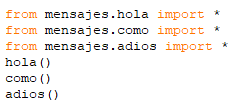 from mensajes.hola import *
from mensajes.como import *
from mensajes.adios import *
hola()
como()
adios()